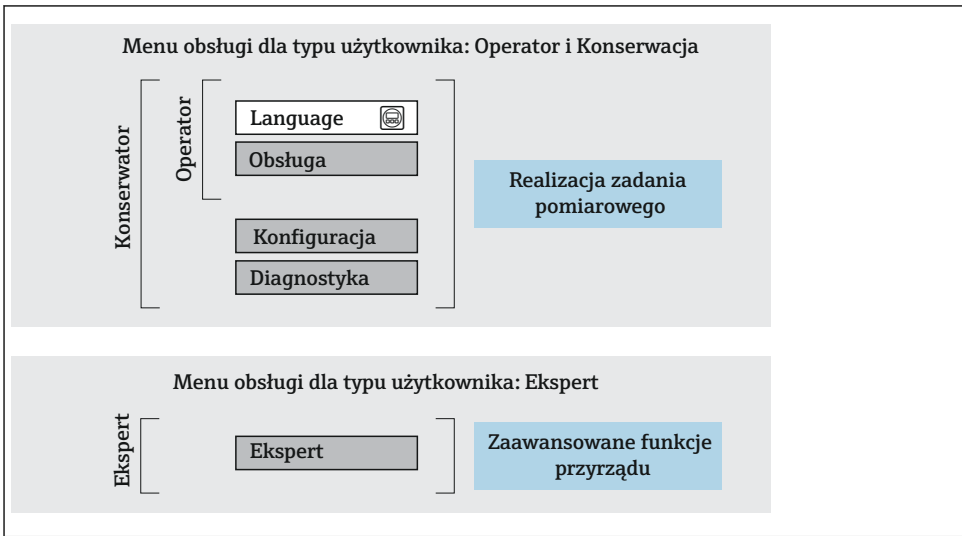 Menu obsługi dla typu użytkownika: Operator i Konserwacja
Konserwator
Operator
Language
Obsługa
Konfiguracja
Diagnostyka
Realizacja zadania
pomiarowego
Menu obsługi dla typu użytkownika: Ekspert
Ekspert
Ekspert
Zaawansowane funkcje
przyrządu